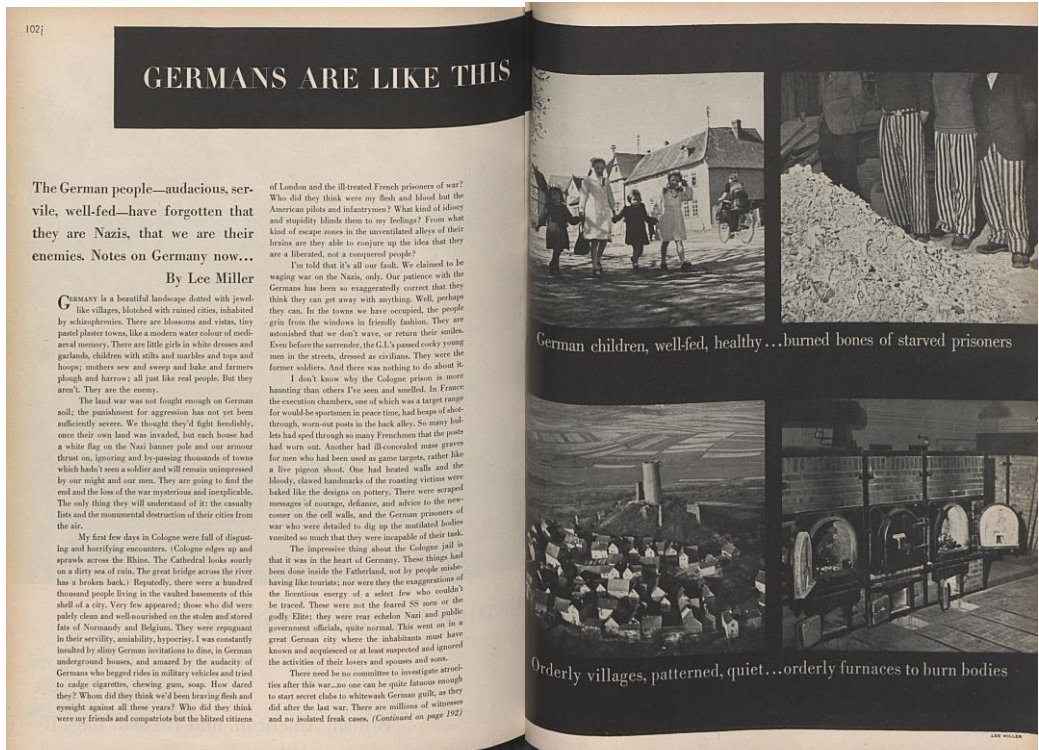 102j
GERMANS ARE LIKE THIS
The German people—audacious, ser-
vile, well-fed—have forgotten that
they are Nazis, that we are their
enemies. Notes on Germany now...
By Lee Miller
GERMANY is a beautiful landscape dotted with jewel-
like villages, blotched with ruined cities, inhabited
by schizophrenics. There are blossoms and vistas, tiny
pastel plaster towns, like a modern water colour of medi-
aeval memory. There are little girls in white dresses and
garlands, children with stilts and marbles and tops and
hoops; mothers sew and sweep and bake and farmers
plough and harrow; all just like real people. But they
aren't. They are the enemy.
The land war was not fought enough on German
soil; the punishment for aggression has not yet been
sufficiently severe. We thought they'd fight fiendishly,
once their own land was invaded, but each house had
a white flag on the Nazi banner pole and our armour
thrust on, ignoring and by-passing thousands of towns
which hadn't seen a soldier and will remain unimpressed
by our might and our men. They are going to find the
end and the loss of the war mysterious and inexplicable.
The only thing they will understand of it: the casualty
lists and the monumental destruction of their cities from
the air.
My first few days in Cologne were full of disgust-
ing and horrifying encounters. (Cologne edges up and
sprawls across the Rhine. The Cathedral looks sourly
on a dirty sea of ruin. The great bridge across the river
has a broken back.) Reputedly, there were a hundred
thousand people living in the vaulted basements of this
shell of a city. Very few appeared; those who did were
palely clean and well-nourished on the stolen and stored
fats of Normandy and Belgium. They were repugnant
in their servility, amiability, hypocrisy. I was constantly
insulted by slimy German invitations to dine, in German
underground houses, and amazed by the audacity of
Germans who begged rides in military vehicles and tried
to cadge cigarettes, chewing gum, soap. How dared
they? Whom did they think we'd been braving flesh and
eyesight against all these years? Who did they think
were my friends and compatriots but the blitzed citizens
of London and the ill-treated French prisoners of war?
Who did they think were my flesh and blood but the
American pilots and infantrymen? What kind of idiocy
and stupidity blinds them to my feelings? From what
kind of escape zones in the unventilated alleys of their
brains are they able to conjure up the idea that they
are a liberated, not a conquered people?
I'm told that it's all our fault. We claimed to be
waging war on the Nazis, only. Our patience with the
Germans has been so exaggeratedly correct that they
think they can get away with anything. Well, perhaps
they can. In the towns we have occupied, the people
grin from the windows in friendly fashion. They are
astonished that we don't wave, or return their smiles.
Even before the surrender, the G.I.'s passed cocky young
men in the streets, dressed as civilians. They were the
former soldiers. And there was nothing to do about it.
I don't know why the Cologne prison is more
haunting than others I've seen and smelled. In France
the execution chambers, one of which was a target range
for would-be sportsmen in peace time, had heaps of shot-
through, worn-out posts in the back alley. So many bul-
lets had sped through so many Frenchmen that the posts
had worn out. Another had ill-concealed mass graves
for men who had been used as game targets, rather like
a live pigeon shoot. One had heated walls and the
bloody, clawed handmarks of the roasting victims were
baked like the designs on pottery. There were scraped
messages of courage, defiance, and advice to the new-
comer on the cell walls, and the German prisoners of
war who were detailed to dig up the mutilated bodies
vomited so much that they were incapable of their task.
The impressive thing about the Cologne jail is
that it was in the heart of Germany. These things had
been done inside the Fatherland, not by people misbe-
having like tourists; nor were they the exaggerations of
the licentious energy of a select few who couldn't
be traced. These were not the feared SS men or the
godly Elite; they were rear echelon Nazi and public
government officials, quite normal. This went on in a
great German city where the inhabitants must have
known and acquiesced or at least suspected and ignored
the activities of their lovers and spouses and sons.
There need be no committee to investigate atroci-
ties after this war...no one can be quite fatuous enough
to start secret clubs to whitewash German guilt, as they
did after the last war. There are millions of witnesses
and no isolated freak cases. (Continued on page 192)
German children, well-fed, healthy...burned bones of starved prisoners
Orderly villages, patterned, quiet...orderly furnaces to burn bodies
LEE MILLER